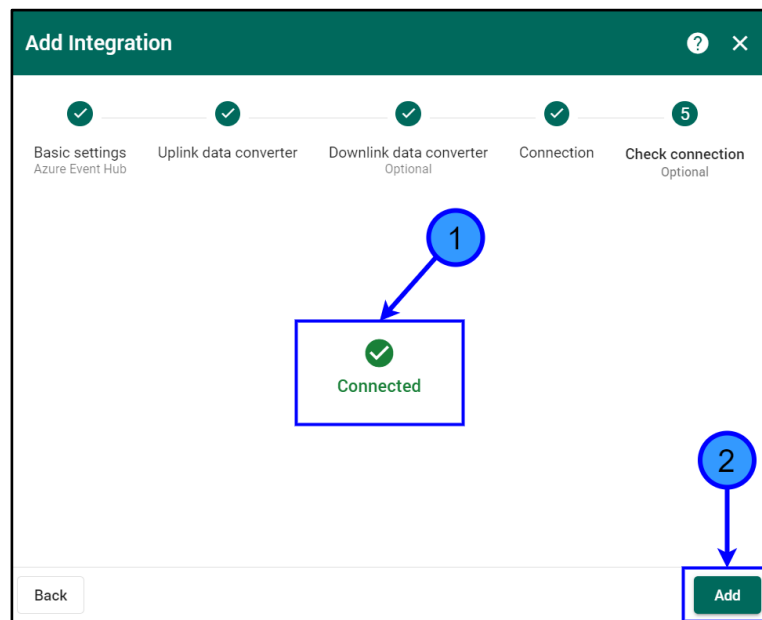 Add Integration
?
5
Basic settings
Azure Event Hub
Uplink data converter
Downlink data converter
Optional
Connection
Check connection
Optional
1
Connected
2
Back
Add